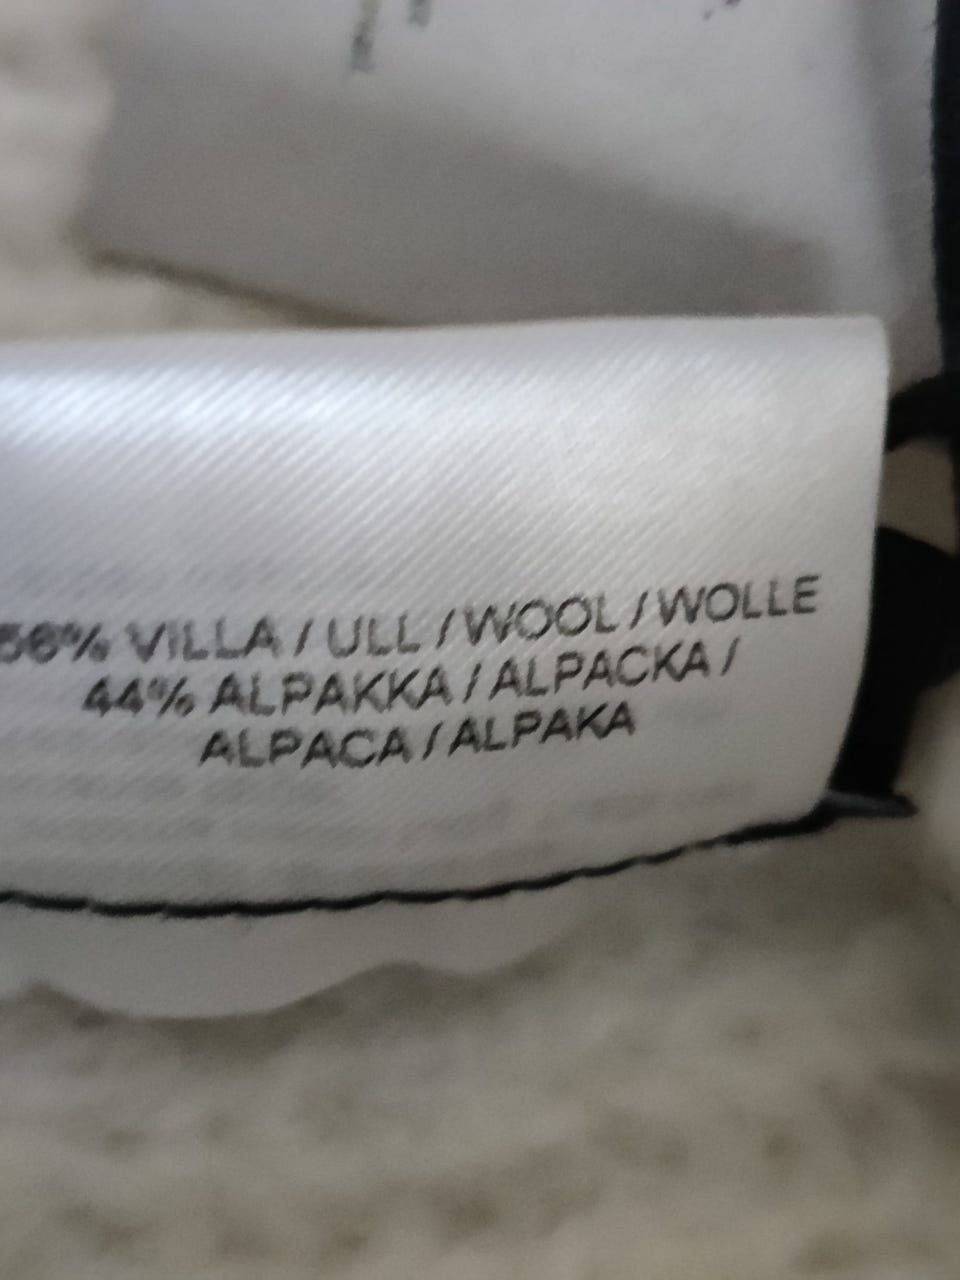 56% VILLA / ULL / WOOL / WOLLE
44% ALPAKKA / ALPACKA /
ALPACA / ALPAKA